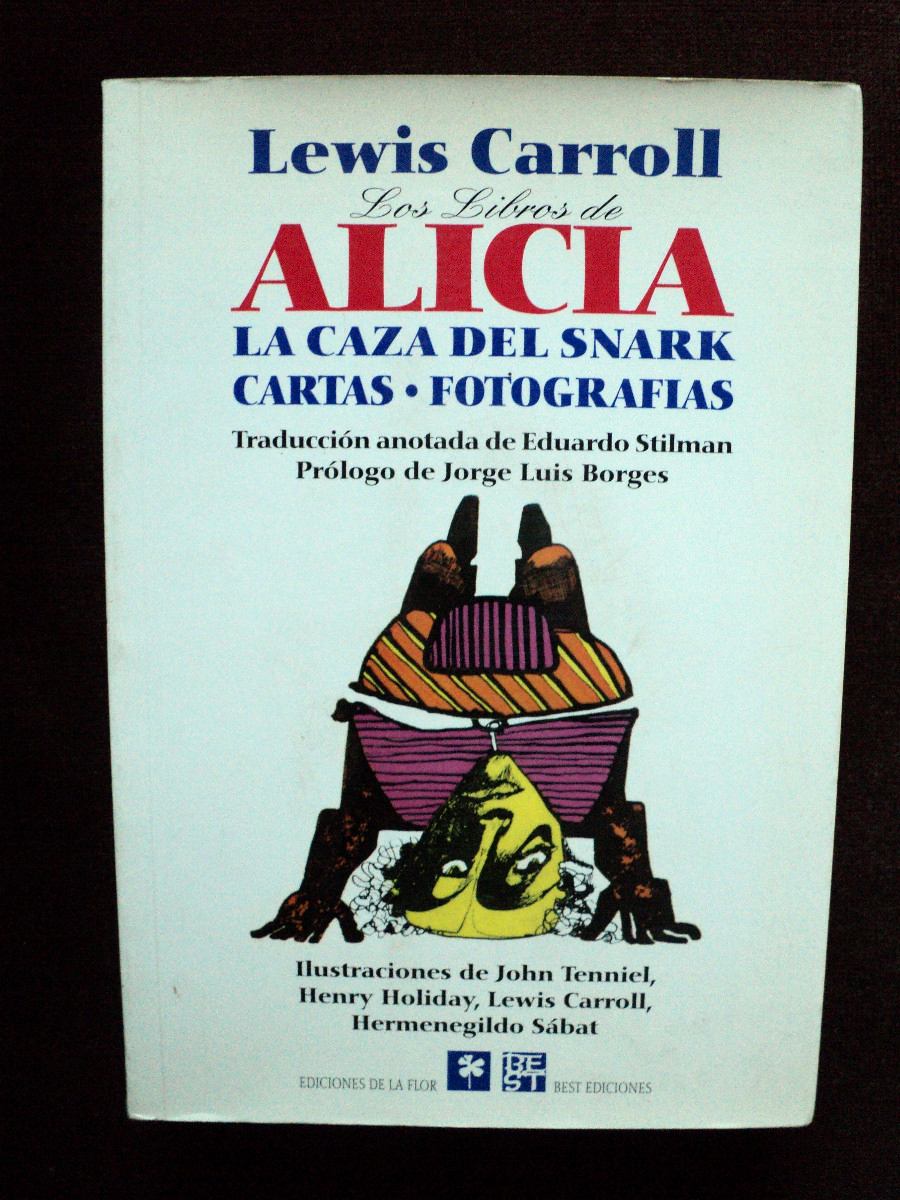 Lewis Carroll
Los Libros de
ALICIA
LA CAZA DEL SNARK
CARTAS • FOTOGRAFIAS
Traducción anotada de Eduardo Stilman
Prólogo de Jorge Luis Borges
Ilustraciones de John Tenniel,
Henry Holiday, Lewis Carroll,
Hermenegildo Sábat
EDICIONES DE LA FLOR BEST BEST EDICIONES